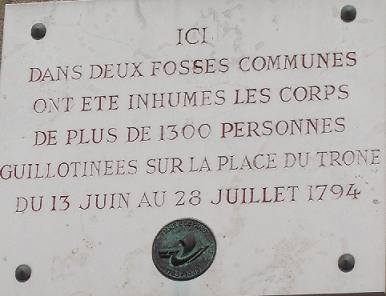 ICI
DANS DEUX FOSSES COMMUNES
ONT ETE INHUMES LES CORPS
DE PLUS DE 1300 PERSONNES
GUILLOTINEES SUR LA PLACE DU TRONE
DU 13 JUIN AU 28 JUILLET 1794